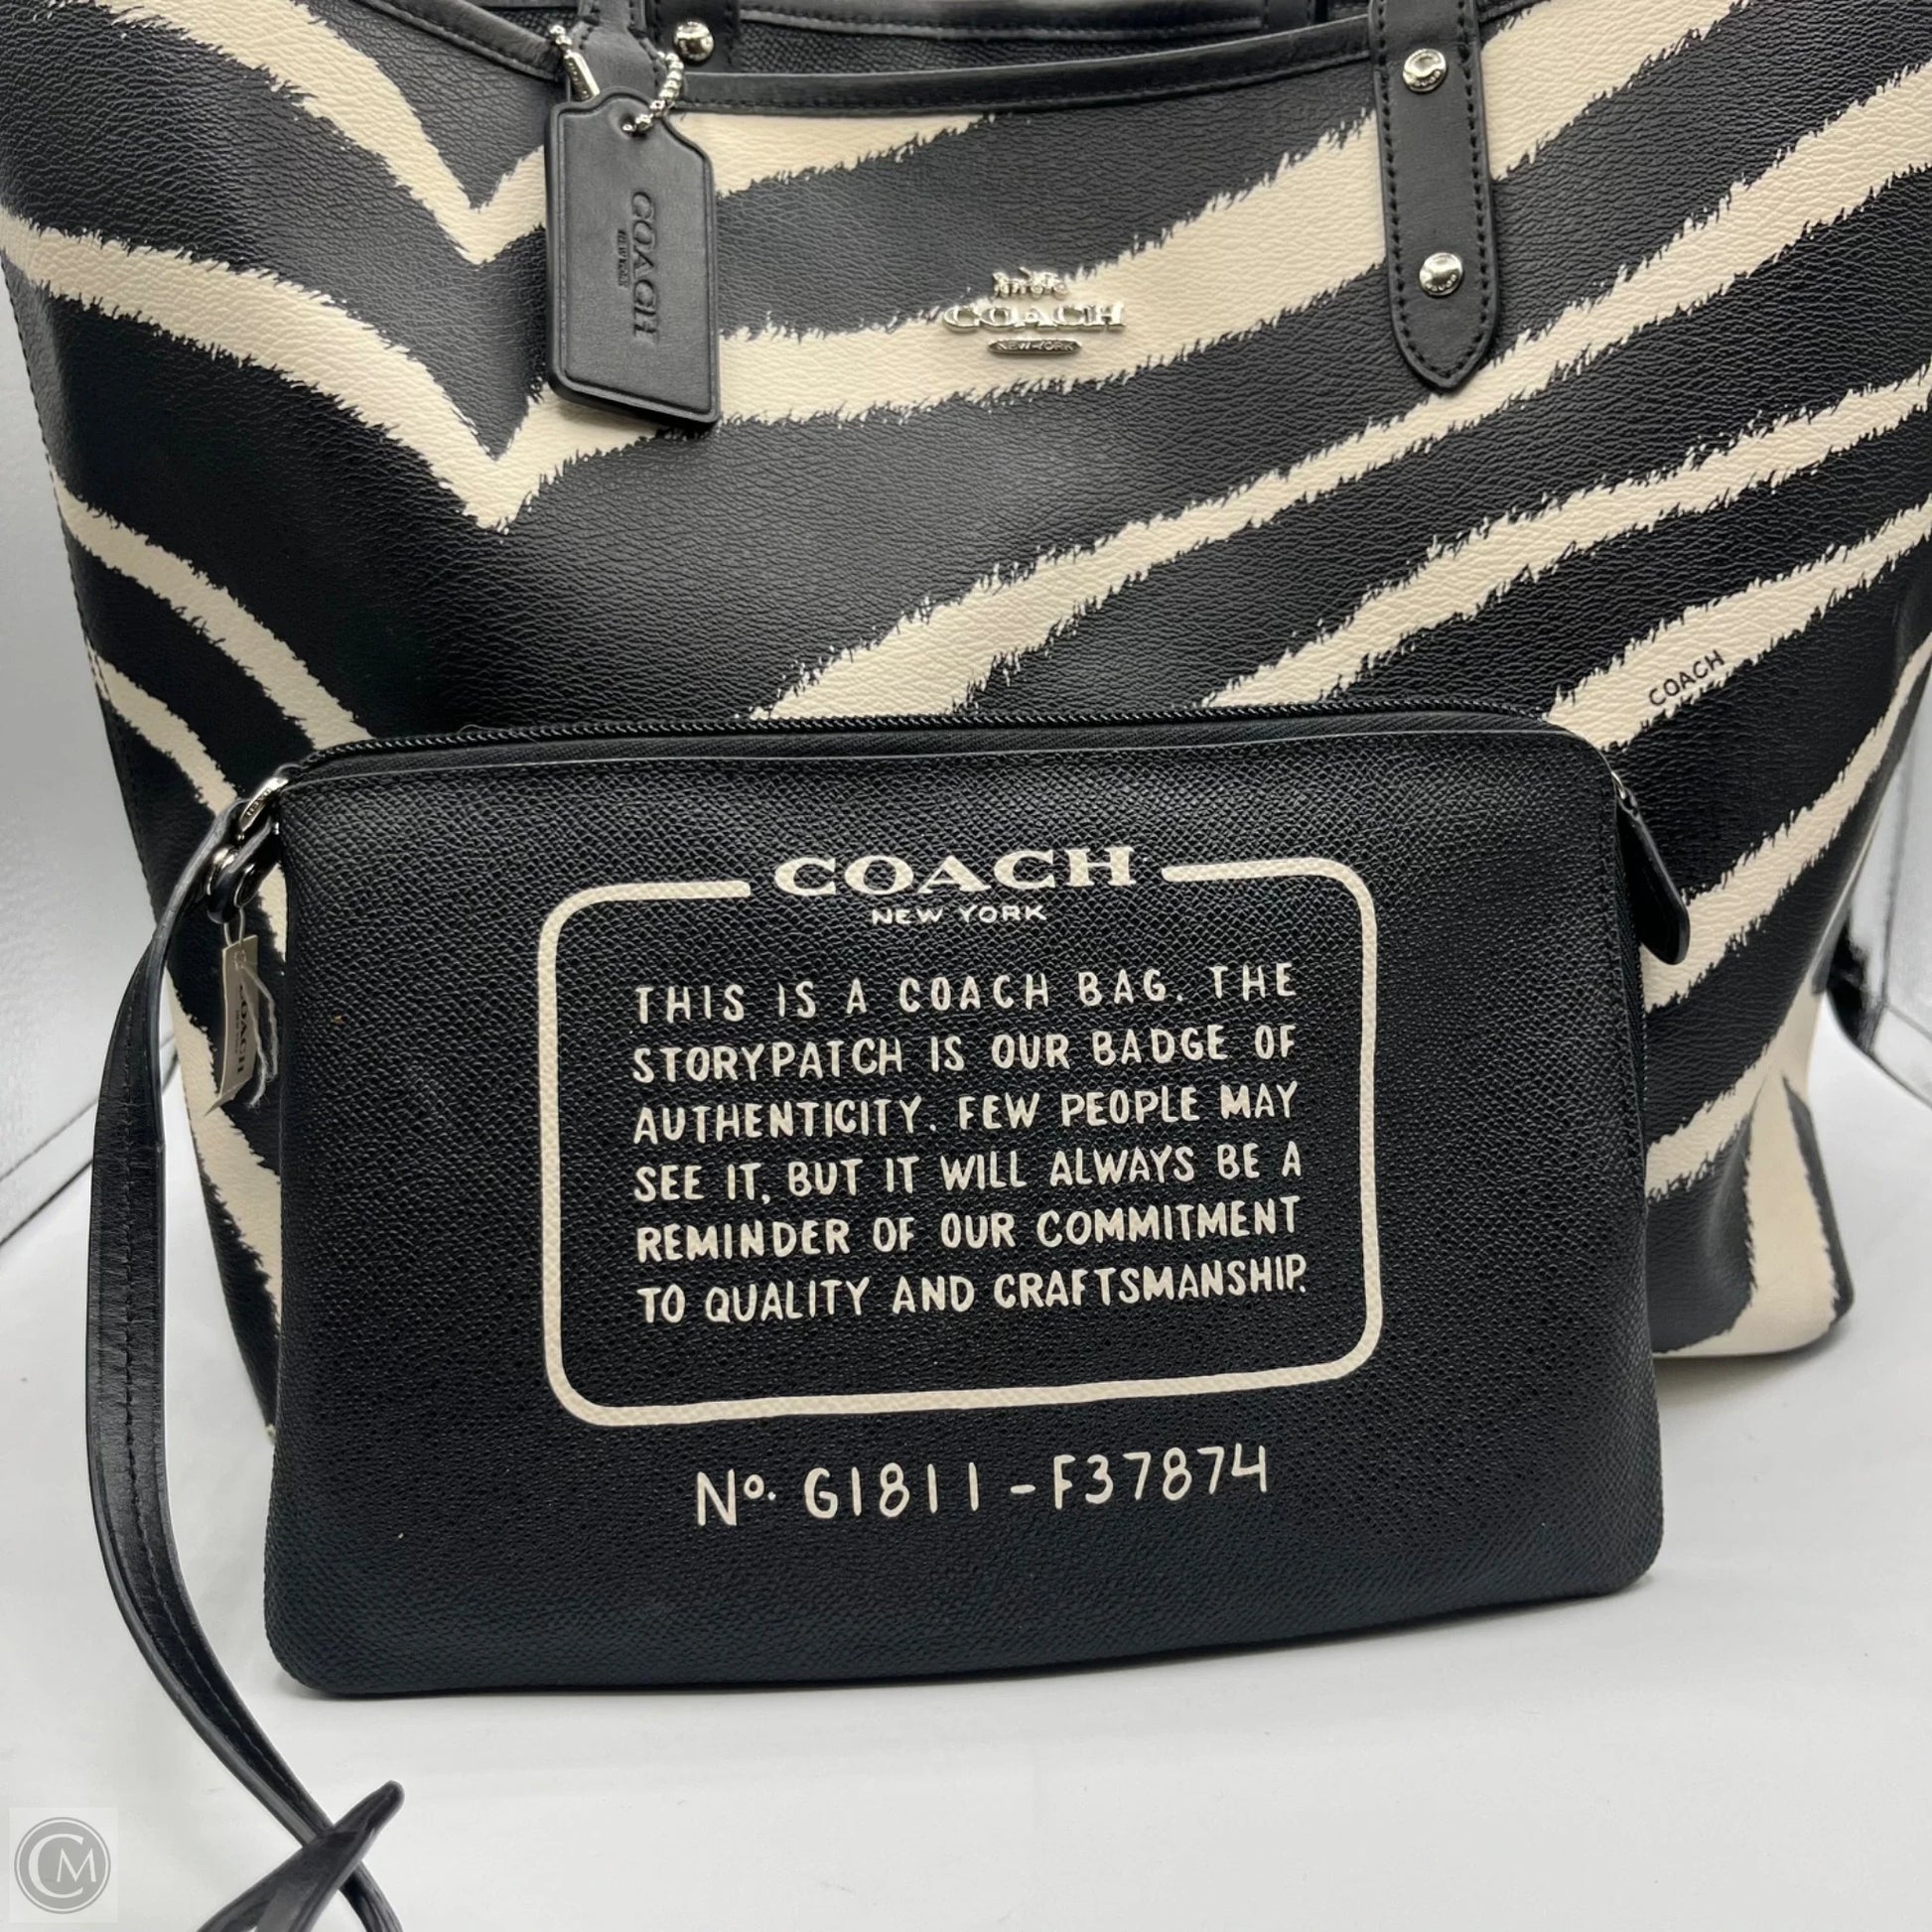 COACH
COACH
NEW-YORK
COACH
COACH
NEW YORK
THIS IS A COACH BAG. THE
STORYPATCH IS OUR BADGE OF
AUTHENTICITY. FEW PEOPLE MAY
SEE IT, BUT IT WILL ALWAYS BE A
REMINDER OF OUR COMMITMENT
TO QUALITY AND CRAFTSMANSHIP.
Nº. G1811-F37874
COACH
CM